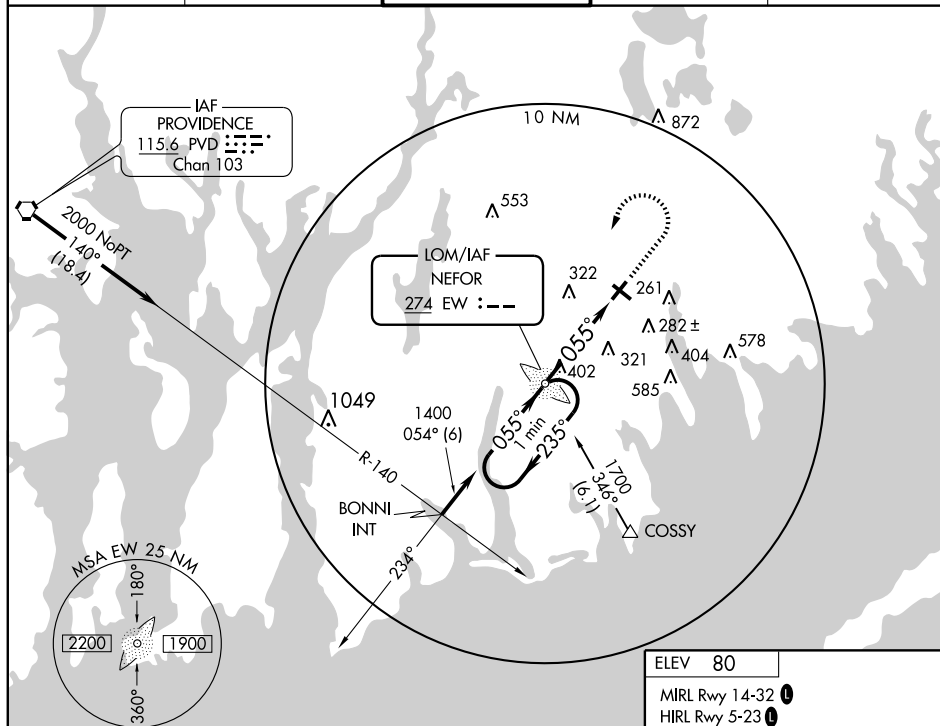 IAF
PROVIDENCE
115.6 PVD
Chan 103
10 NM
872
2000 NoPT
140°
(18.4)
553
LOM/IAF
NEFOR
274 EW
322
261
055°
282 ±
321
404
578
402
585
1049
1400
054° (6)
055°
1 min
235°
R-140
1700
346°
(6.1)
BONNI
INT
COSSY
234°
MSA EW 25 NM
180°
2200
1900
360°
ELEV 80
MIRL Rwy 14-32 L
HIRL Rwy 5-23 L